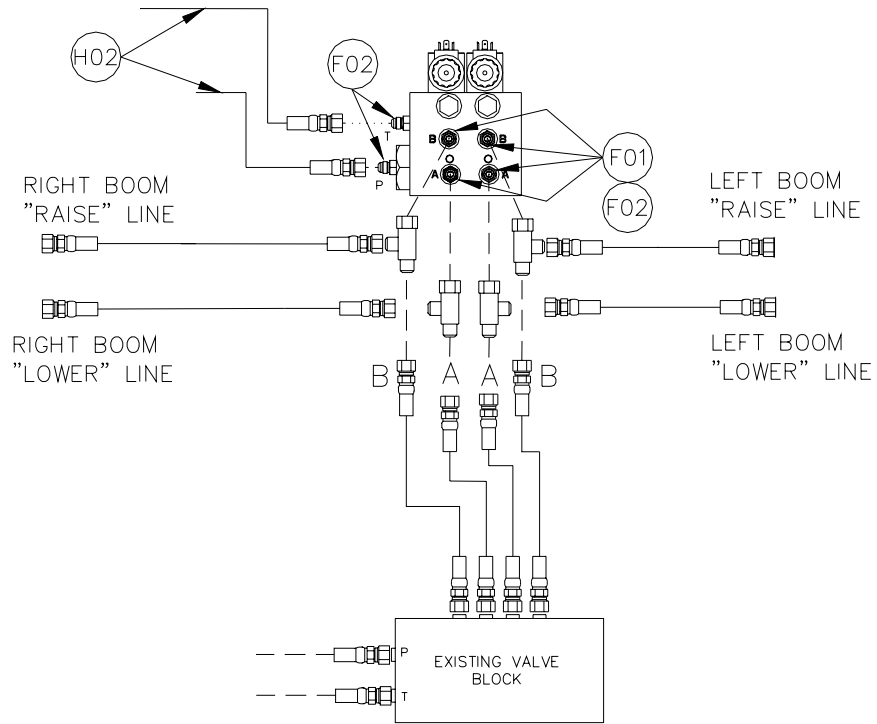 H02
F02
T
B
B
F01
A
A
P
F02
RIGHT BOOM
"RAISE" LINE
LEFT BOOM
"RAISE" LINE
RIGHT BOOM
"LOWER" LINE
LEFT BOOM
"LOWER" LINE
B
A
A
B
P
EXISTING VALVE
BLOCK
T